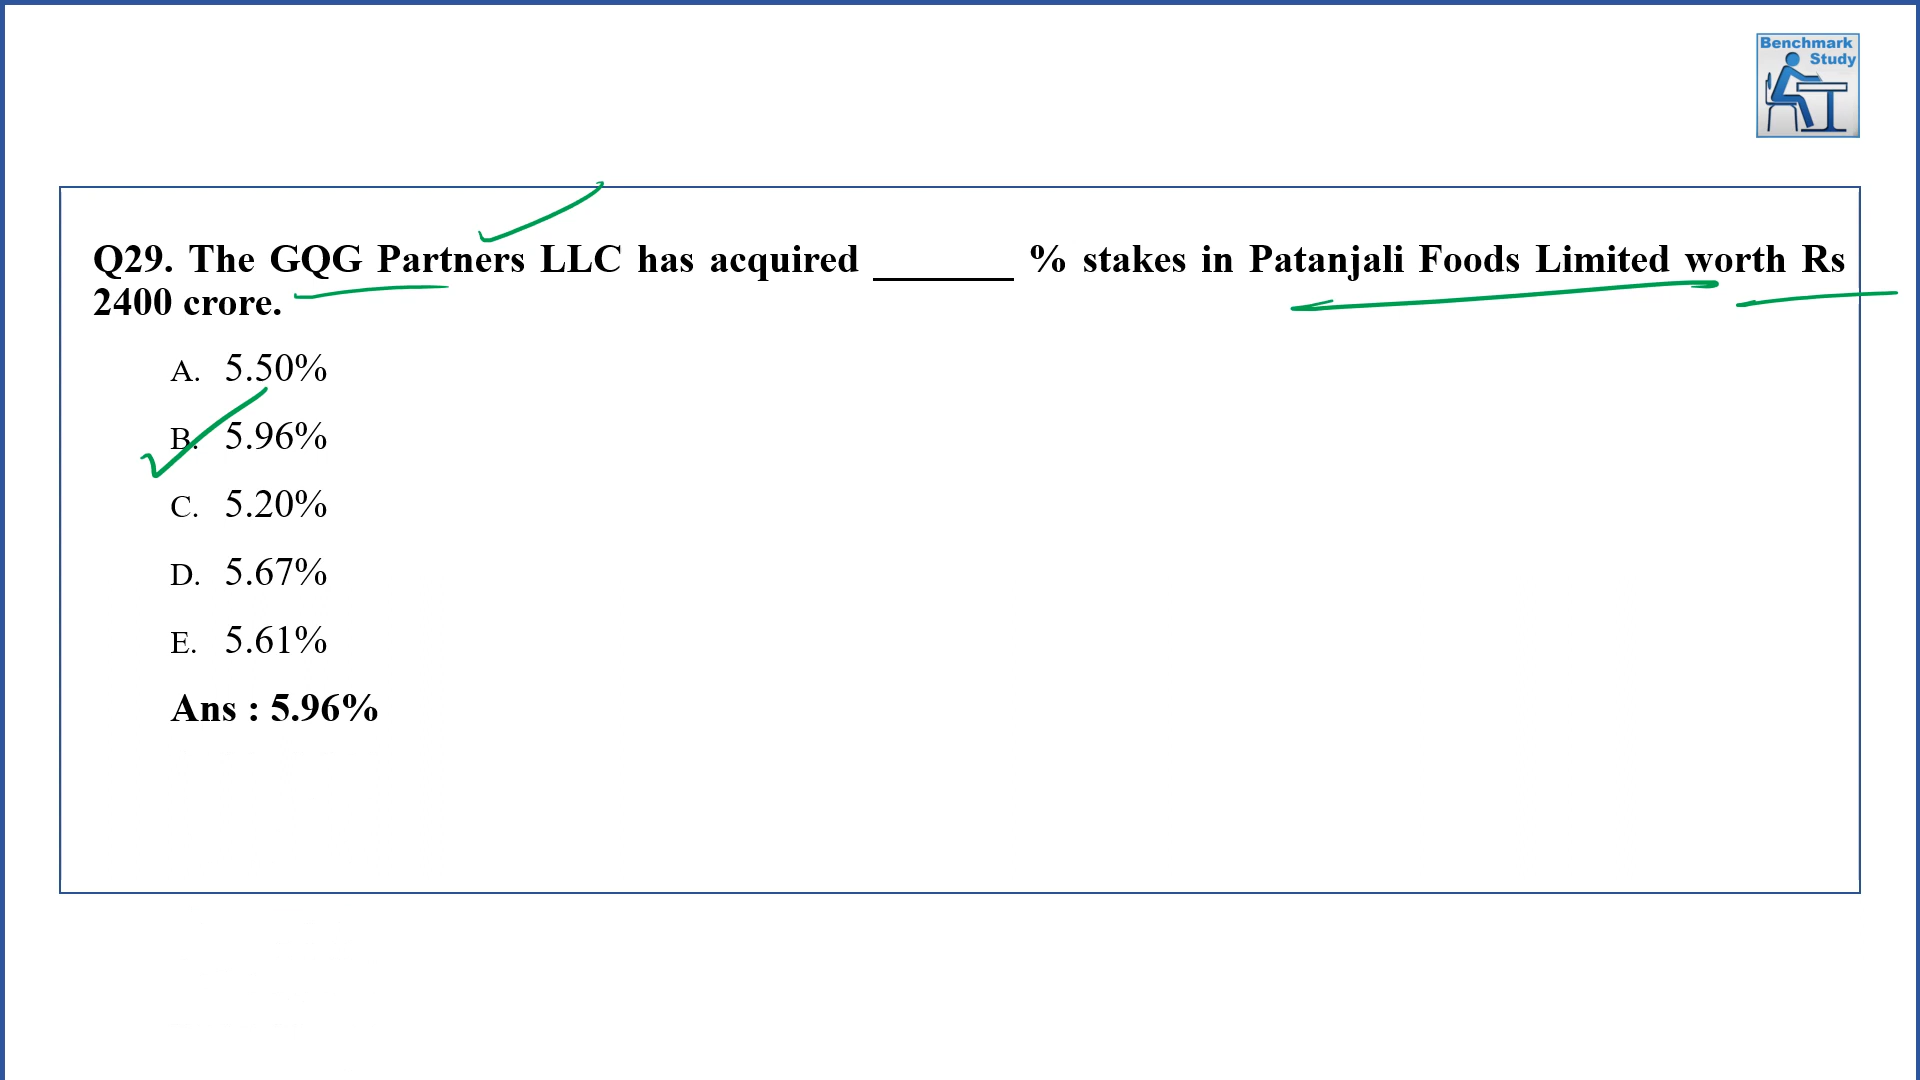 Benchmark
Study
Q29. The GQG Partners LLC has acquired _______ % stakes in Patanjali Foods Limited worth Rs
2400 crore.
A. 5.50%
B. 5.96%
C. 5.20%
D. 5.67%
E. 5.61%
Ans : 5.96%